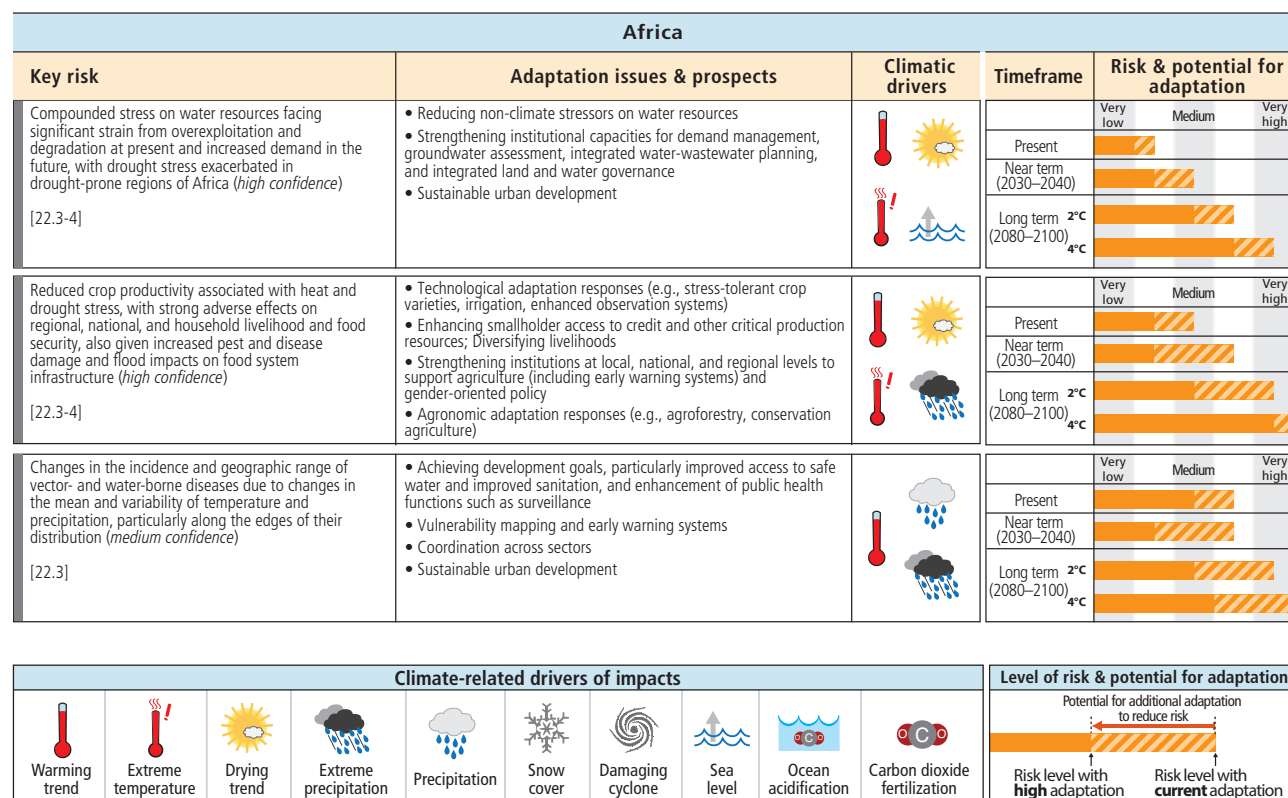 Africa
Key risk
Adaptation issues & prospects
Climatic
drivers
Timeframe
Risk & potential for
adaptation
Compounded stress on water resources facing
significant strain from overexploitation and
degradation at present and increased demand in the
future, with drought stress exacerbated in
drought-prone regions of Africa (high confidence)
[22.3-4]
• Reducing non-climate stressors on water resources
• Strengthening institutional capacities for demand management,
groundwater assessment, integrated water-wastewater planning,
and integrated land and water governance
• Sustainable urban development
Very
low
Medium
Very
high
Present
Near term
(2030–2040)
Long term 2°C
(2080–2100)
4°C
Reduced crop productivity associated with heat and
drought stress, with strong adverse effects on
regional, national, and household livelihood and food
security, also given increased pest and disease
damage and flood impacts on food system
infrastructure (high confidence)
[22.3-4]
• Technological adaptation responses (e.g., stress-tolerant crop
varieties, irrigation, enhanced observation systems)
• Enhancing smallholder access to credit and other critical production
resources; Diversifying livelihoods
• Strengthening institutions at local, national, and regional levels to
support agriculture (including early warning systems) and
gender-oriented policy
• Agronomic adaptation responses (e.g., agroforestry, conservation
agriculture)
Very
low
Medium
Very
high
Present
Near term
(2030–2040)
Long term 2°C
(2080–2100)
4°C
Changes in the incidence and geographic range of
vector- and water-borne diseases due to changes in
the mean and variability of temperature and
precipitation, particularly along the edges of their
distribution (medium confidence)
[22.3]
• Achieving development goals, particularly improved access to safe
water and improved sanitation, and enhancement of public health
functions such as surveillance
• Vulnerability mapping and early warning systems
• Coordination across sectors
• Sustainable urban development
Very
low
Medium
Very
high
Present
Near term
(2030–2040)
Long term 2°C
(2080–2100)
4°C
Climate-related drivers of impacts
Warming
trend
Extreme
temperature
Drying
trend
Extreme
precipitation
Precipitation
Snow
cover
Damaging
cyclone
Sea
level
O C O
Ocean
acidification
O C O
Carbon dioxide
fertilization
Level of risk & potential for adaptation
Potential for additional adaptation
to reduce risk
Risk level with
high adaptation
Risk level with
current adaptation